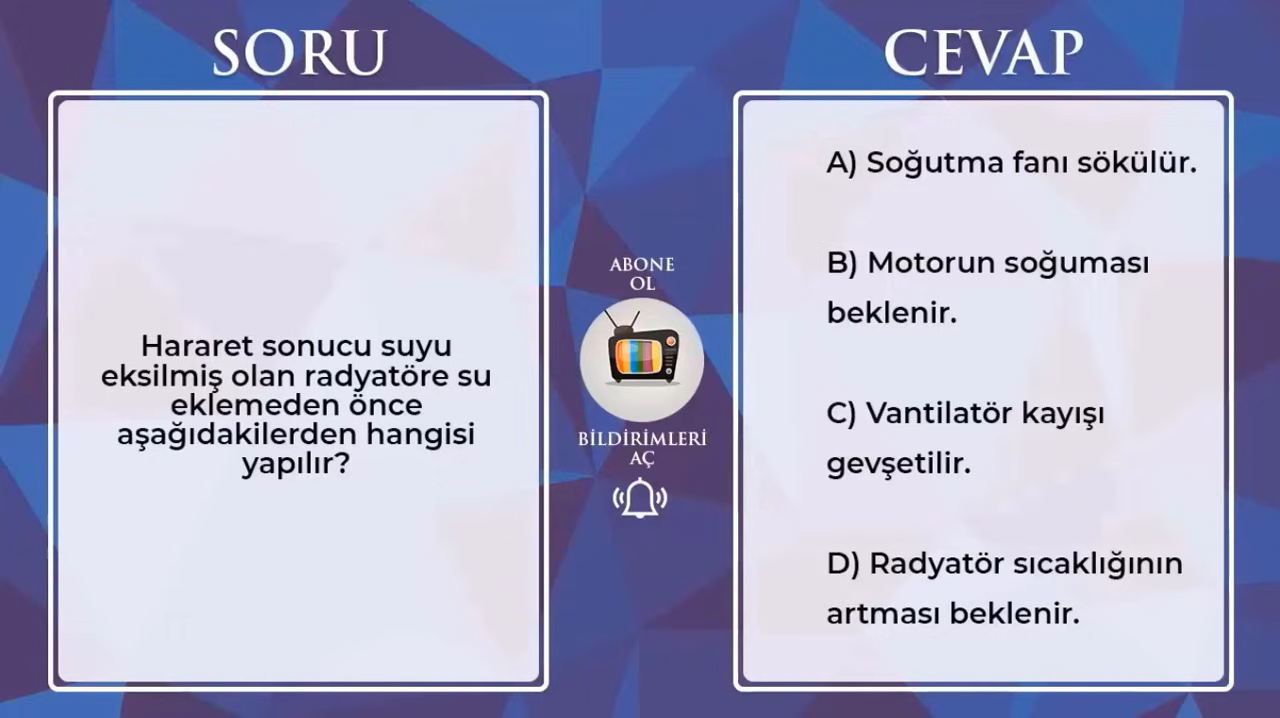 SORU
Hararet sonucu suyu
eksilmiş olan radyatöre su
eklemeden önce
aşağıdakilerden hangisi
yapılır?
ABONE
OL
BİLDİRİMLERİ
AÇ
CEVAP
A) Soğutma fanı sökülür.
B) Motorun soğuması
beklenir.
C) Vantilatör kayışı
gevşetilir.
D) Radyatör sıcaklığının
artması beklenir.